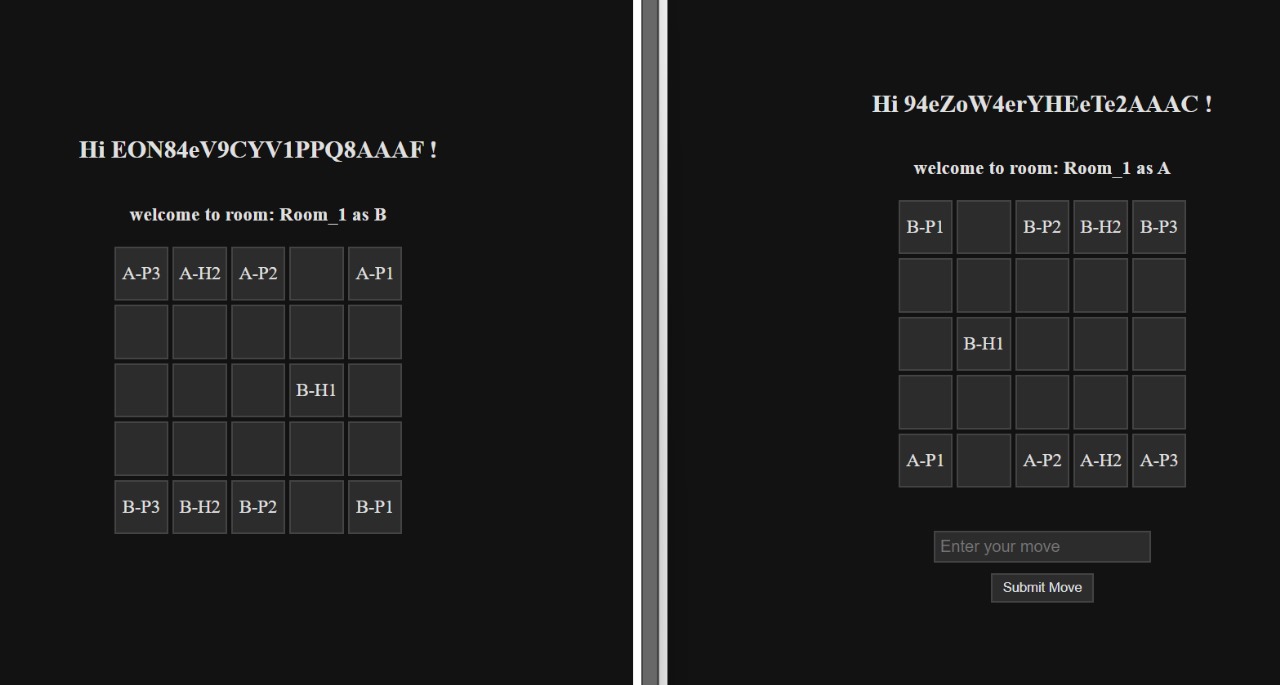 Hi EON84eV9CYV1PPQ8AAAF !
welcome to room: Room_1 as B
A-P3 A-H2 A-P2 A-P1
B-H1
B-P3 B-H2 B-P2 B-P1
Hi 94eZoW4erYHEeTe2AAAC !
welcome to room: Room_1 as A
B-P1 B-P2 B-H2 B-P3
B-H1
A-P1 A-P2 A-H2 A-P3
Enter your move
Submit Move